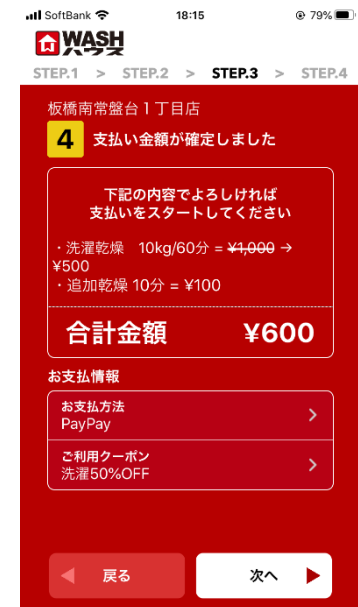 SoftBank 18:15 79%
WASH
ハウス
STEP.1 > STEP.2 > STEP.3 > STEP.4
板橋南常盤台1丁目店
4 支払い金額が確定しました
下記の内容でよろしければ
支払いをスタートしてください
・洗濯乾燥 10kg/60分 = ¥1,000 →
¥500
・追加乾燥 10分 = ¥100
合計金額 ¥600
お支払情報
お支払方法
PayPay
ご利用クーポン
洗濯50%OFF
戻る 次へ